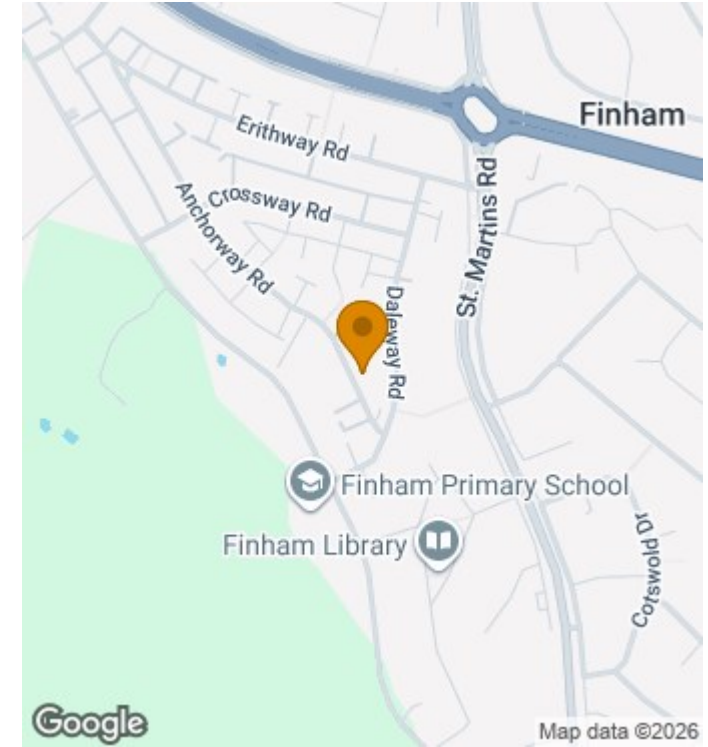 Finham
Erithway Rd
Crossway Rd
Anchorway Rd
St. Martins Rd
Daleway Rd
Finham Primary School
Finham Library
Cotswold Dr
Google
Map data ©2026